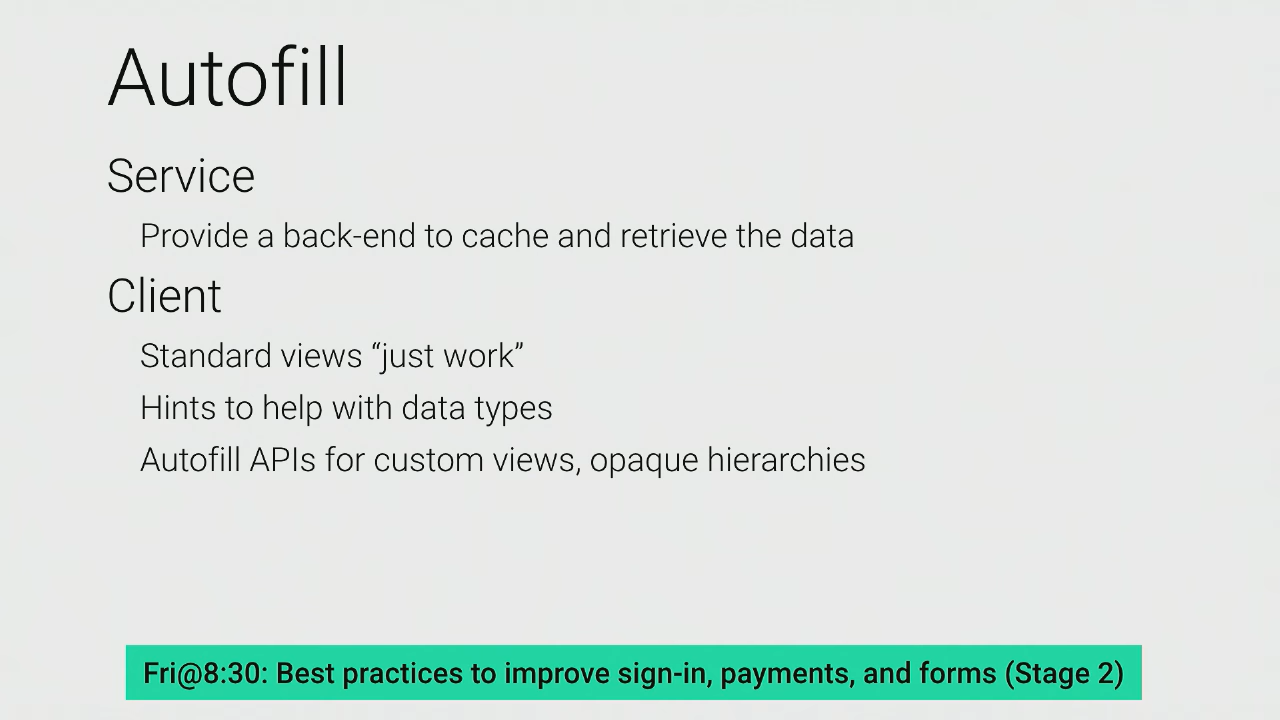 Autofill
Service
Provide a back-end to cache and retrieve the data
Client
Standard views “just work”
Hints to help with data types
Autofill APIs for custom views, opaque hierarchies
Fri@8:30: Best practices to improve sign-in, payments, and forms (Stage 2)